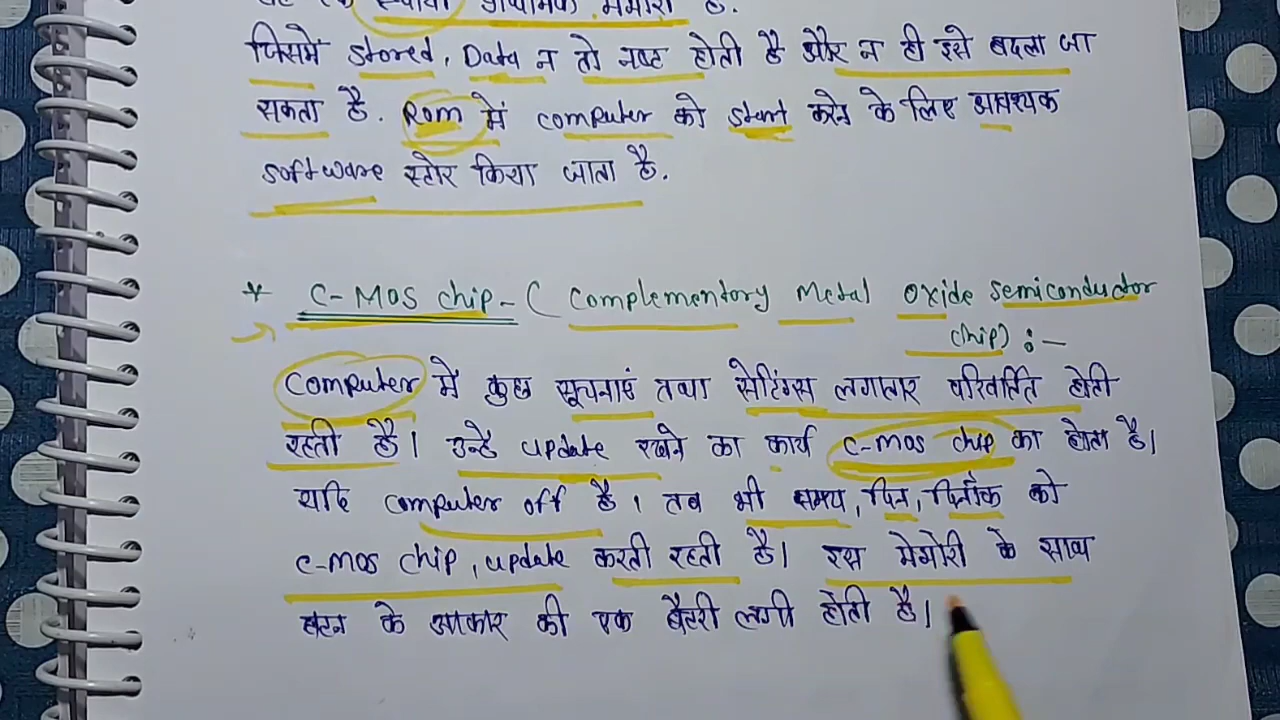 मेमोरी है.
जिसमें stored, Data न तो नष्ट होती है और न ही इसे बदला जा
सकता है. Rom में computer को start करने के लिए आवश्यक
software स्टोर किया जाता है.
* C-MOS chip - ( Complementory Metal Oxide Semiconductor
chip) :-
Computer में कुछ सूचनाएं तथा सेटिंग्स लगातार परिवर्तित होती
रहती है। उन्हें update रखने का कार्य C-MOS chip का होता है।
यदि computer off है। तब भी समय, दिन, दिनाँक को
C-MOS chip, update करती रहती है। इस मेमोरी के साथ
बटन के आकार की एक बैटरी लगी होती है।